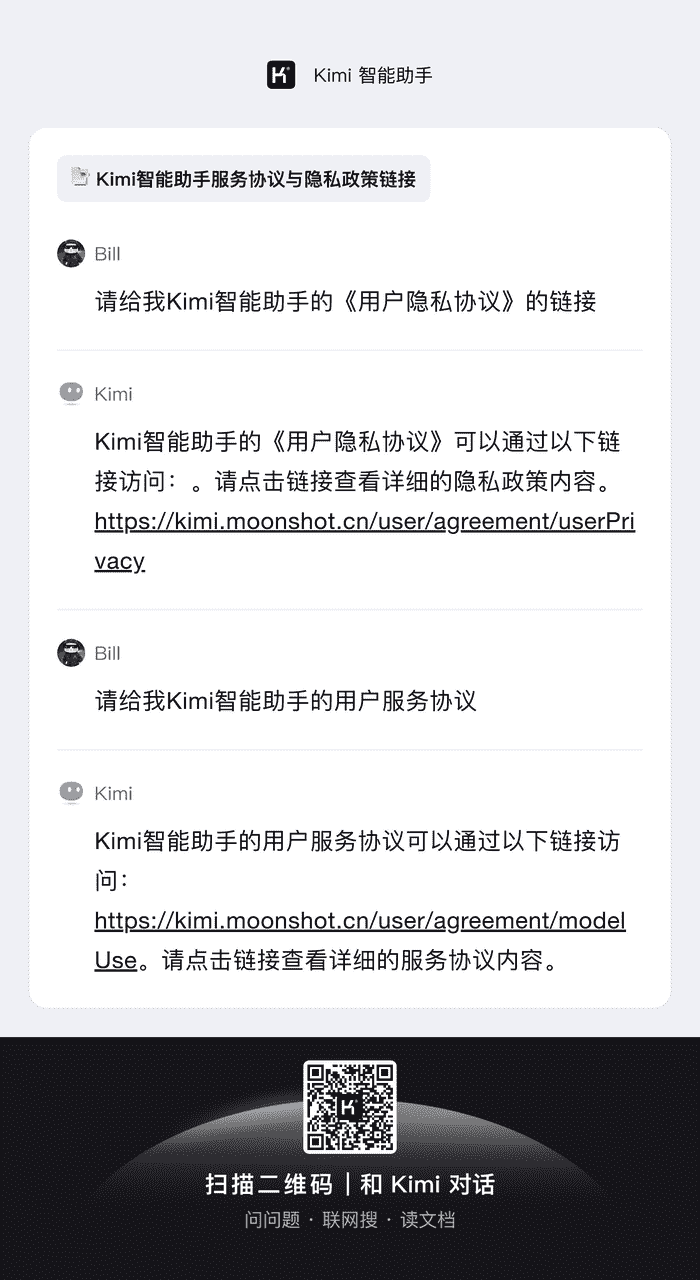 Kimi 智能助手
Kimi智能助手服务协议与隐私政策链接
Bill
请给我Kimi智能助手的《用户隐私协议》的链接
Kimi
Kimi智能助手的《用户隐私协议》可以通过以下链
接访问：。请点击链接查看详细的隐私政策内容。
https://kimi.moonshot.cn/user/agreement/userPri
vacy
Bill
请给我Kimi智能助手的用户服务协议
Kimi
Kimi智能助手的用户服务协议可以通过以下链接访
问：
https://kimi.moonshot.cn/user/agreement/model
Use。请点击链接查看详细的服务协议内容。
扫描二维码｜和 Kimi 对话
问问题 · 联网搜 · 读文档